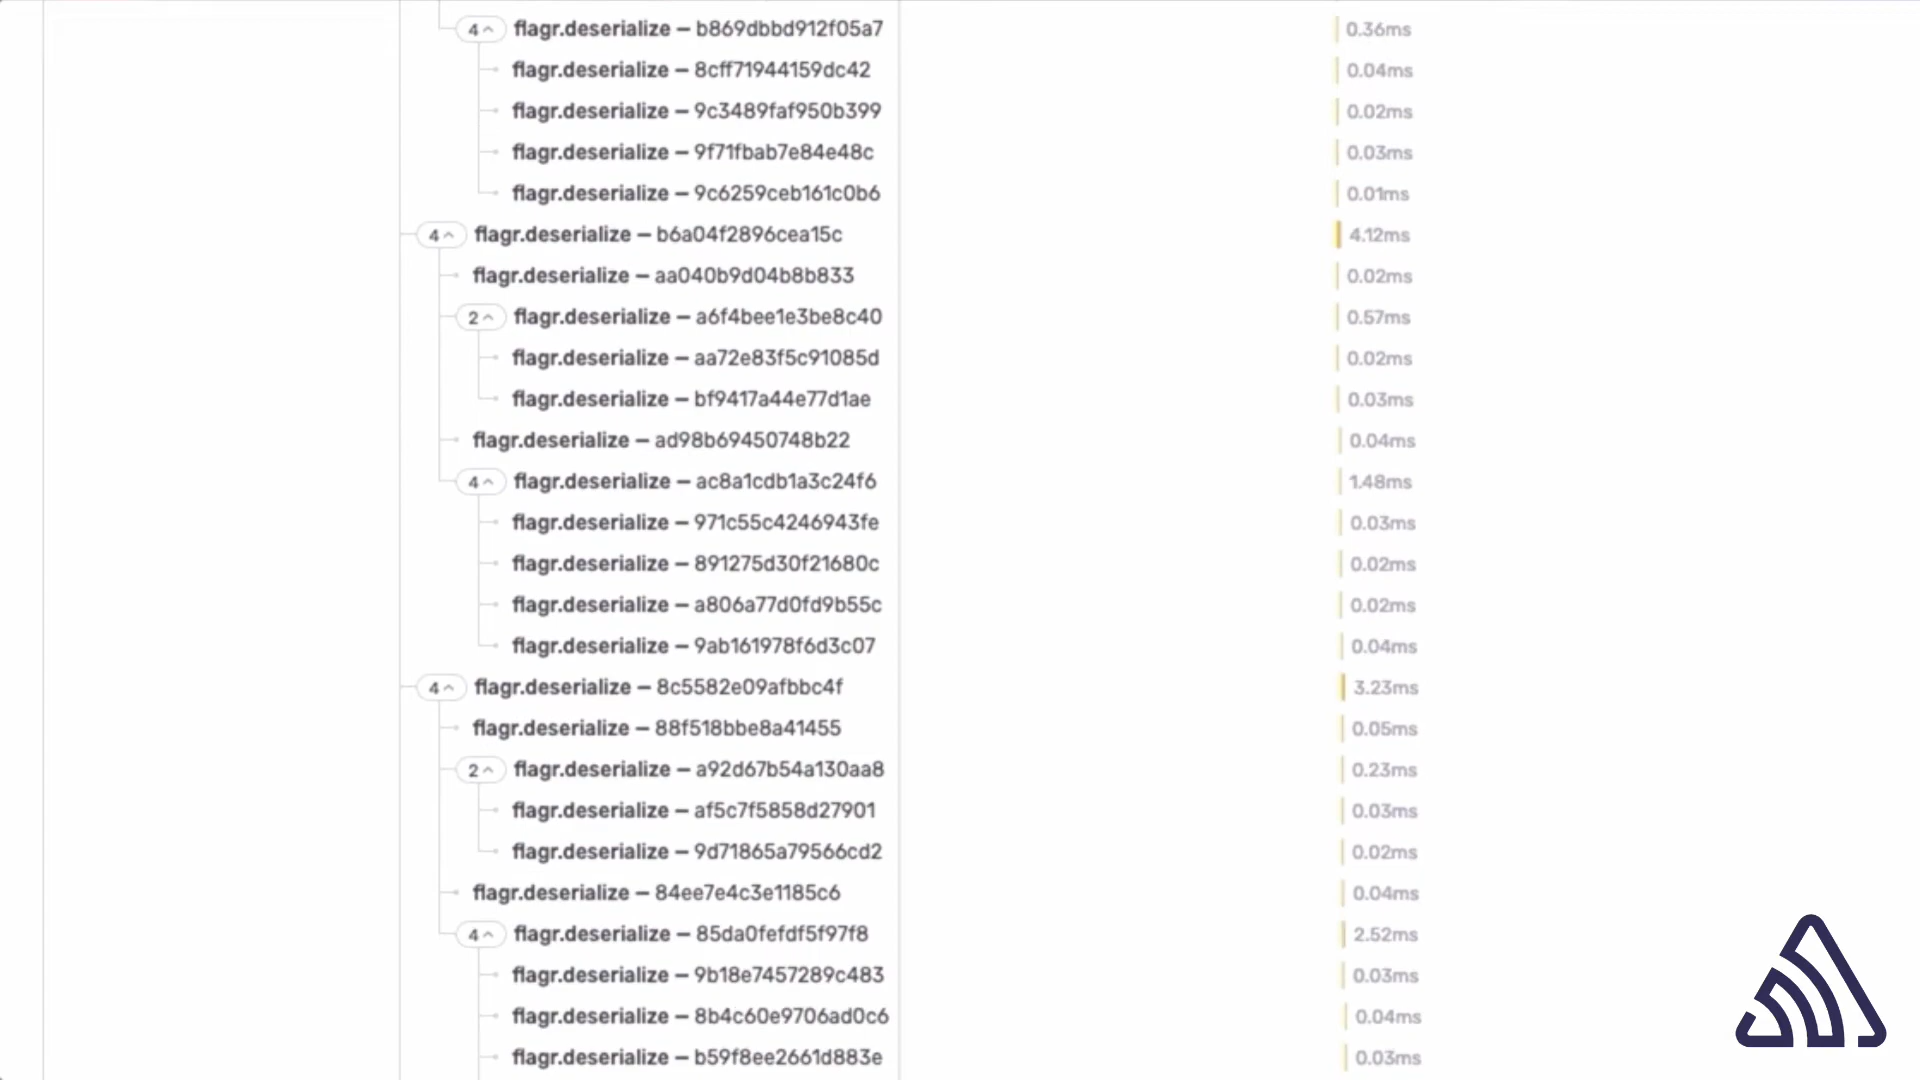 4 flagr.deserialize – b869dbbd912f05a7 0.36ms
flagr.deserialize – 8cff71944159dc42 0.04ms
flagr.deserialize – 9c3489faf950b399 0.02ms
flagr.deserialize – 9f71fbab7e84e48c 0.03ms
flagr.deserialize – 9c6259ceb161c0b6 0.01ms
4 flagr.deserialize – b6a04f2896cea15c 4.12ms
flagr.deserialize – aa040b9d04b8b833 0.02ms
2 flagr.deserialize – a6f4bee1e3be8c40 0.57ms
flagr.deserialize – aa72e83f5c91085d 0.02ms
flagr.deserialize – bf9417a44e77d1ae 0.03ms
flagr.deserialize – ad98b69450748b22 0.04ms
4 flagr.deserialize – ac8a1cdb1a3c24f6 1.48ms
flagr.deserialize – 971c55c4246943fe 0.03ms
flagr.deserialize – 891275d30f21680c 0.02ms
flagr.deserialize – a806a77d0fd9b55c 0.02ms
flagr.deserialize – 9ab161978f6d3c07 0.04ms
4 flagr.deserialize – 8c5582e09afbbc4f 3.23ms
flagr.deserialize – 88f518bbe8a41455 0.05ms
2 flagr.deserialize – a92d67b54a130aa8 0.23ms
flagr.deserialize – af5c7f5858d27901 0.03ms
flagr.deserialize – 9d71865a79566cd2 0.02ms
flagr.deserialize – 84ee7e4c3e1185c6 0.04ms
4 flagr.deserialize – 85da0fefdf5f97f8 2.52ms
flagr.deserialize – 9b18e7457289c483 0.03ms
flagr.deserialize – 8b4c60e9706ad0c6 0.04ms
flagr.deserialize – b59f8ee2661d883e 0.03ms